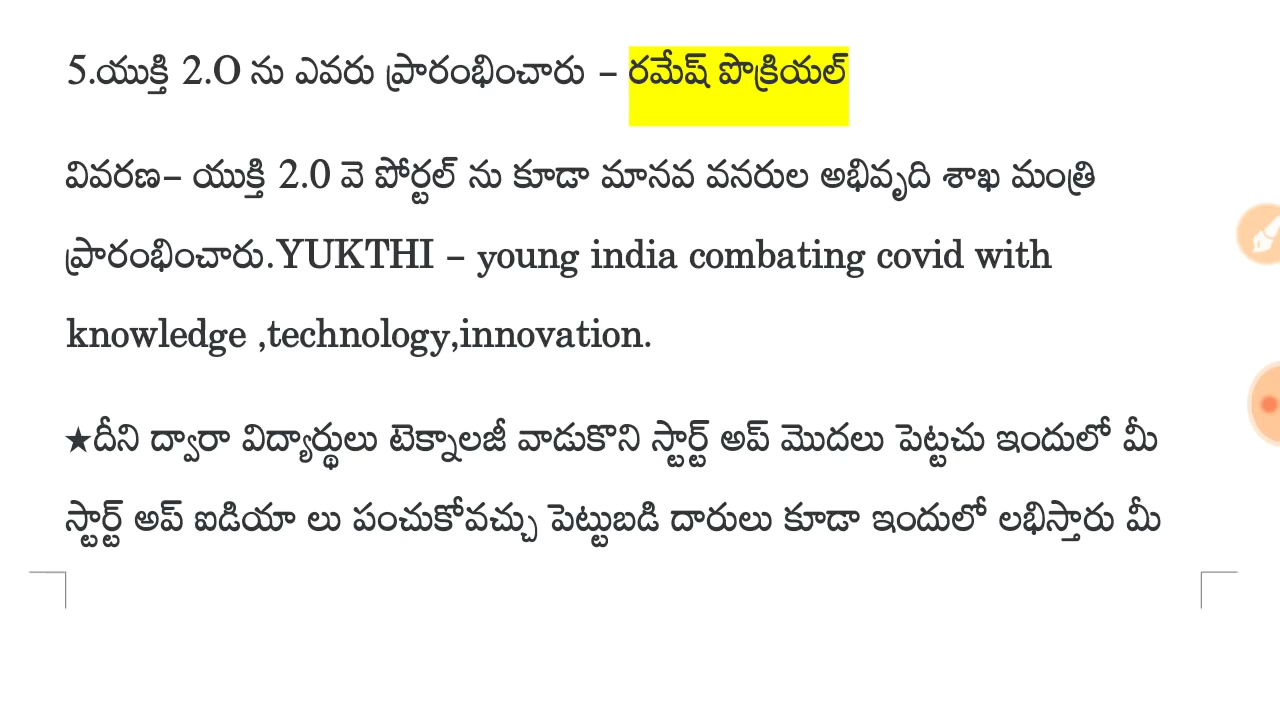 5.యుక్తి 2.O ను ఎవరు ప్రారంభించారు – రమేష్ పొక్రియల్
వివరణ– యుక్తి 2.0 వె పోర్టల్ ను కూడా మానవ వనరుల అభివృది శాఖ మంత్రి
ప్రారంభించారు.YUKTHI – young india combating covid with
knowledge ,technology,innovation.
★దీని ద్వారా విద్యార్థులు టెక్నాలజీ వాడుకొని స్టార్ట్ అప్ మొదలు పెట్టచు ఇందులో మీ
స్టార్ట్ అప్ ఐడియా లు పంచుకోవచ్చు పెట్టుబడి దారులు కూడా ఇందులో లభిస్తారు మీ